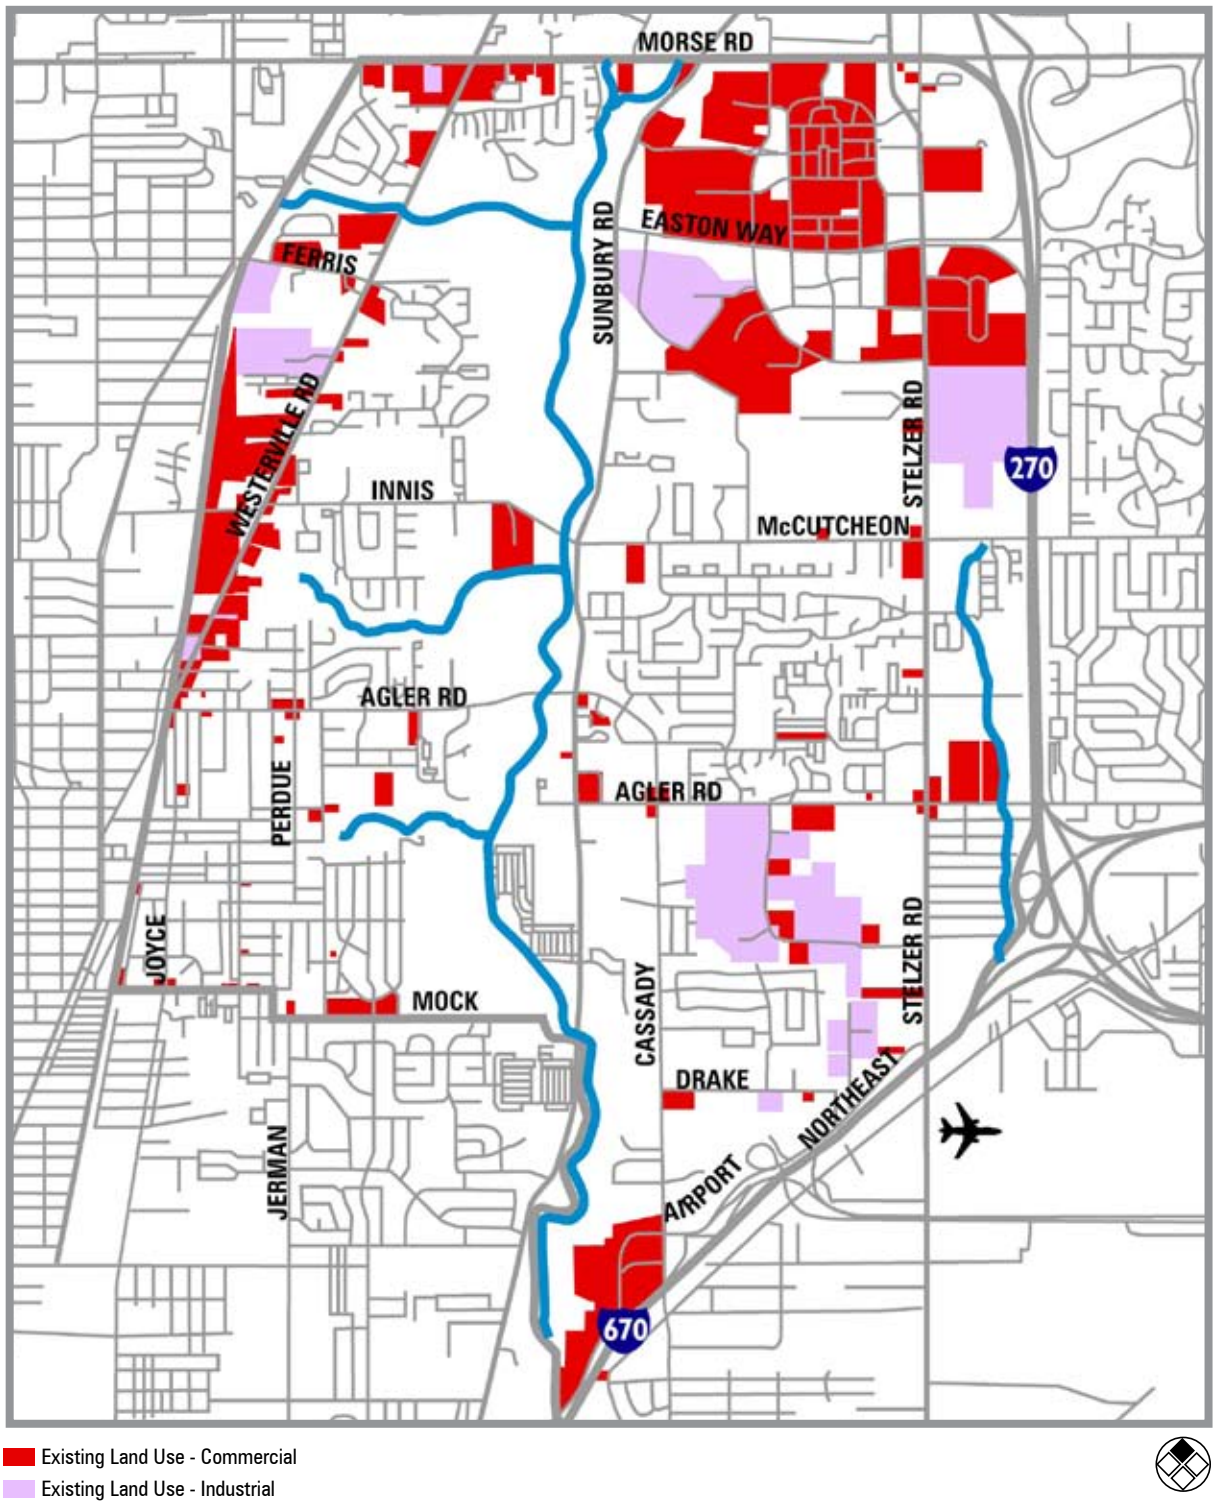 MORSE RD
SUNBURY RD
EASTON WAY
FERRIS
WESTERVILLE RD
STELZER RD
270
INNIS
McCUTCHEON
AGLER RD
PERDUE
AGLER RD
JOYCE
STELZER RD
CASSADY
MOCK
DRAKE
NORTHEAST
JERMAN
AIRPORT
670
Existing Land Use - Commercial
Existing Land Use - Industrial